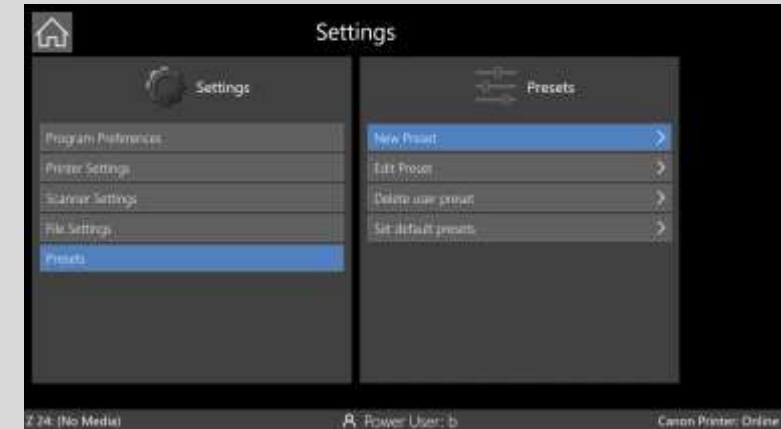 Settings
Settings
Program Preferences
Printer Settings
Scanner Settings
File Settings
Presets
Presets
New Preset
Edit Preset
Delete user preset
Set default presets
Z 24: (No Media)
Power User: b
Canon Printer: Online